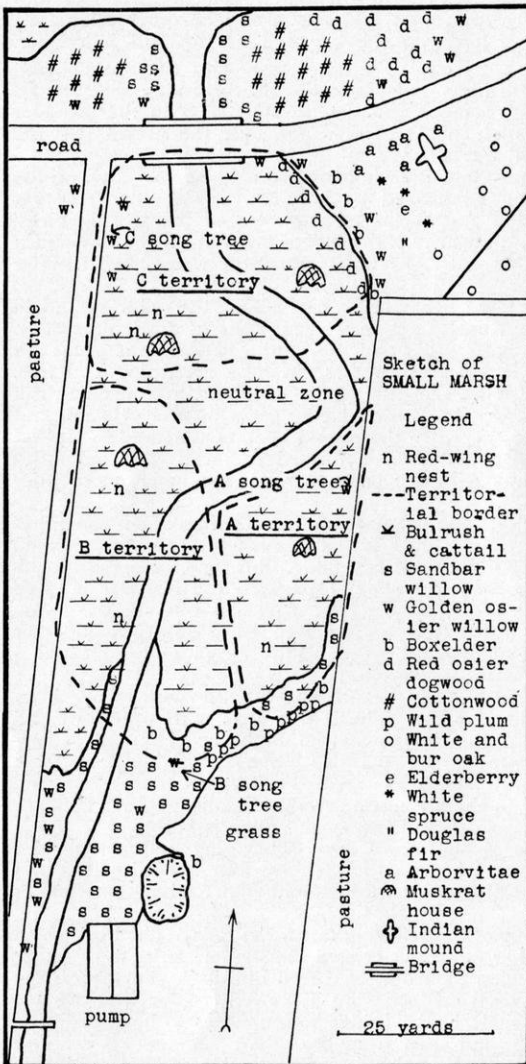 road
C song tree
C territory
pasture
neutral zone
A song tree
A territory
B territory
B song
tree
grass
pasture
pump
Sketch of
SMALL MARSH
Legend
n Red-wing
nest
Territor-
ial border
Bulrush
& cattail
s Sandbar
willow
w Golden os-
ier willow
b Boxelder
d Red osier
dogwood
# Cottonwood
p Wild plum
o White and
bur oak
e Elderberry
* White
spruce
" Douglas
fir
a Arborvitae
Muskrat
house
Indian
mound
Bridge
25 yards